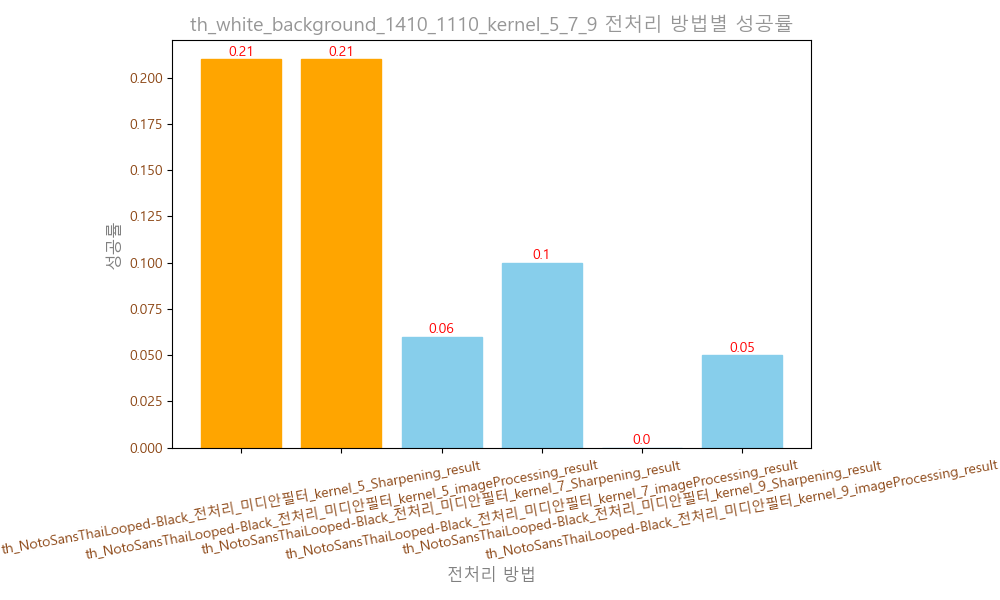 th_white_background_1410_1110_kernel_5_7_9 전처리 방법별 성공률
성공률
0.200
0.175
0.150
0.125
0.100
0.075
0.050
0.025
0.000
0.21
0.21
0.06
0.1
0.0
0.05
th_NotoSansThaiLooped-Black_전처리_미디안필터_kernel_5_Sharpening_result
th_NotoSansThaiLooped-Black_전처리_미디안필터_kernel_5_imageProcessing_result
th_NotoSansThaiLooped-Black_전처리_미디안필터_kernel_7_Sharpening_result
th_NotoSansThaiLooped-Black_전처리_미디안필터_kernel_7_imageProcessing_result
th_NotoSansThaiLooped-Black_전처리_미디안필터_kernel_9_Sharpening_result
th_NotoSansThaiLooped-Black_전처리_미디안필터_kernel_9_imageProcessing_result
전처리 방법